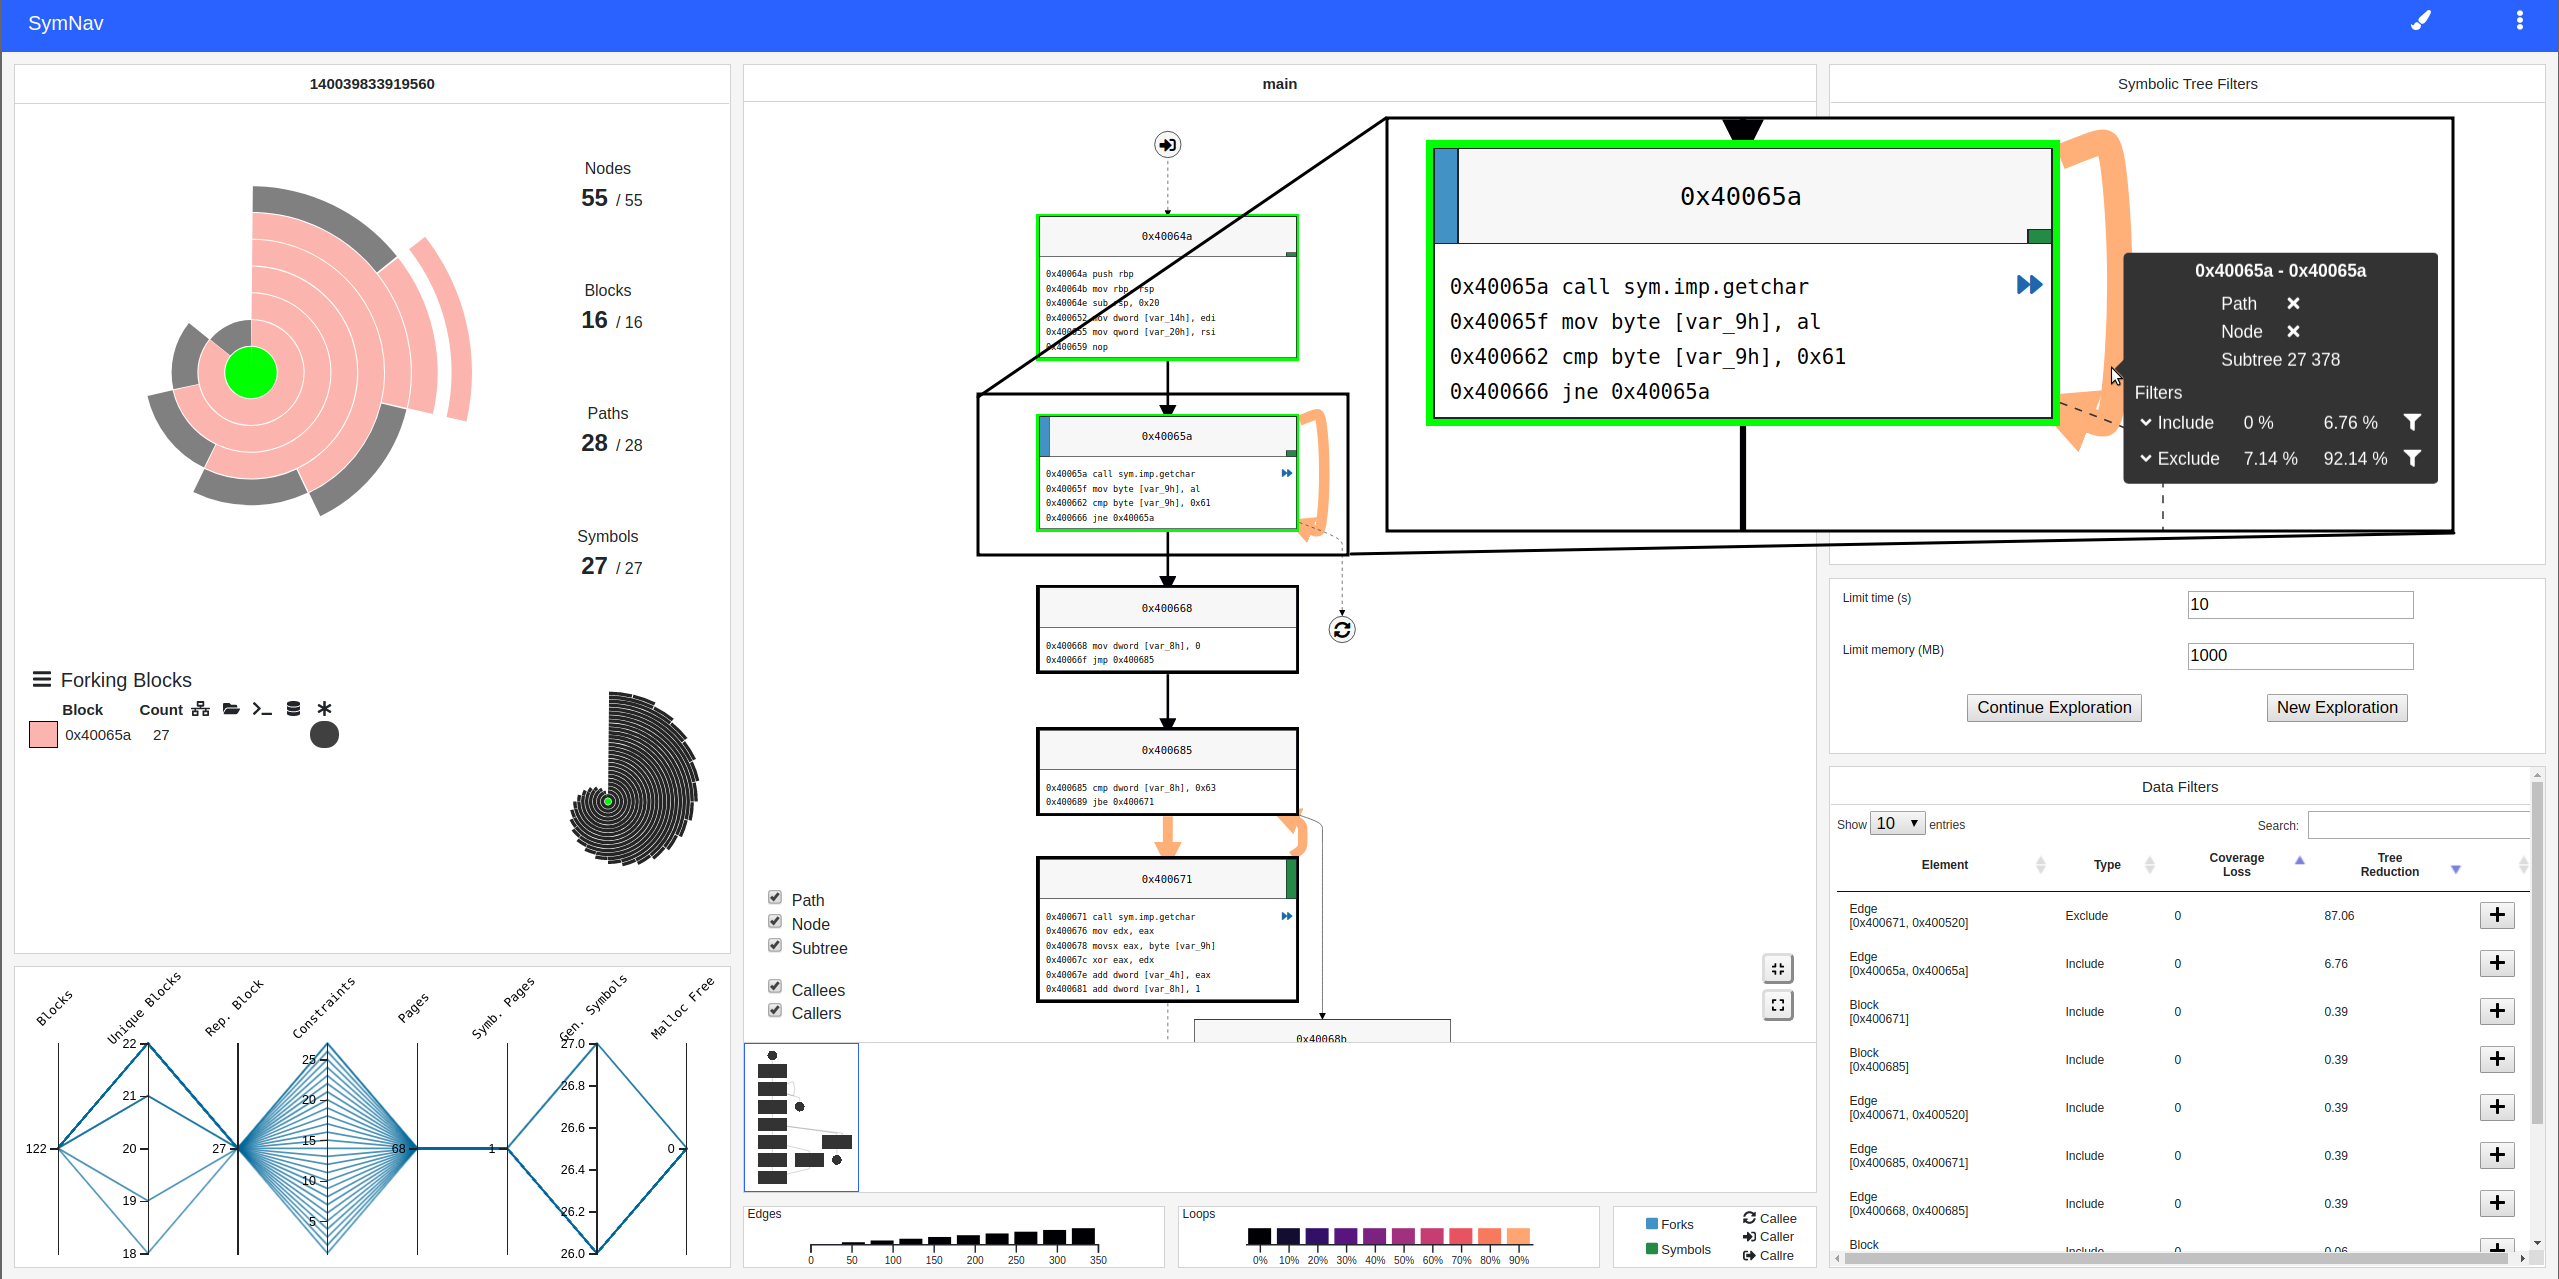 SymNav
140039833919560
Nodes
55 / 55
Blocks
16 / 16
Paths
28 / 28
Symbols
27 / 27
Forking Blocks
Block Count
0x40065a 27
Blocks
Unique Blocks
Rep. Block
Constraints
Pages
Symb. Pages
Gen. Symbols
Malloc Free
122
22
21
20
19
18
27
25
20
15
10
5
68
1
27.0
26.8
26.6
26.4
26.2
26.0
0
main
0x40064a
0x40064a push rbp
0x40064b mov rbp, rsp
0x40064e sub rsp, 0x20
0x400652 mov dword [var_14h], edi
0x400655 mov qword [var_20h], rsi
0x400659 nop
0x40065a
0x40065a call sym.imp.getchar
0x40065f mov byte [var_9h], al
0x400662 cmp byte [var_9h], 0x61
0x400666 jne 0x40065a
0x400668
0x400668 mov dword [var_8h], 0
0x40066f jmp 0x400685
0x400685
0x400685 cmp dword [var_8h], 0x63
0x400689 jbe 0x400671
0x400671
0x400671 call sym.imp.getchar
0x400676 mov edx, eax
0x400678 movsx eax, byte [var_9h]
0x40067c xor eax, edx
0x40067e add dword [var_4h], eax
0x400681 add dword [var_8h], 1
0x40068b
Path
Node
Subtree
Callees
Callers
0x40065a
0x40065a call sym.imp.getchar
0x40065f mov byte [var_9h], al
0x400662 cmp byte [var_9h], 0x61
0x400666 jne 0x40065a
0x40065a - 0x40065a
Path
Node
Subtree 27 378
Filters
Include 0 % 6.76 %
Exclude 7.14 % 92.14 %
Edges
0 50 100 150 200 250 300 350
Loops
0% 10% 20% 30% 40% 50% 60% 70% 80% 90%
Forks
Symbols
Callee
Caller
Callre
Symbolic Tree Filters
Limit time (s) 10
Limit memory (MB) 1000
Continue Exploration New Exploration
Data Filters
Show 10 entries Search:
Element Type Coverage Loss Tree Reduction
Edge
[0x400671, 0x400520] Exclude 0 87.06
Edge
[0x40065a, 0x40065a] Include 0 6.76
Block
[0x400671] Include 0 0.39
Block
[0x400685] Include 0 0.39
Edge
[0x400671, 0x400520] Include 0 0.39
Edge
[0x400685, 0x400671] Include 0 0.39
Edge
[0x400668, 0x400685] Include 0 0.39
Block Include 0 0.06